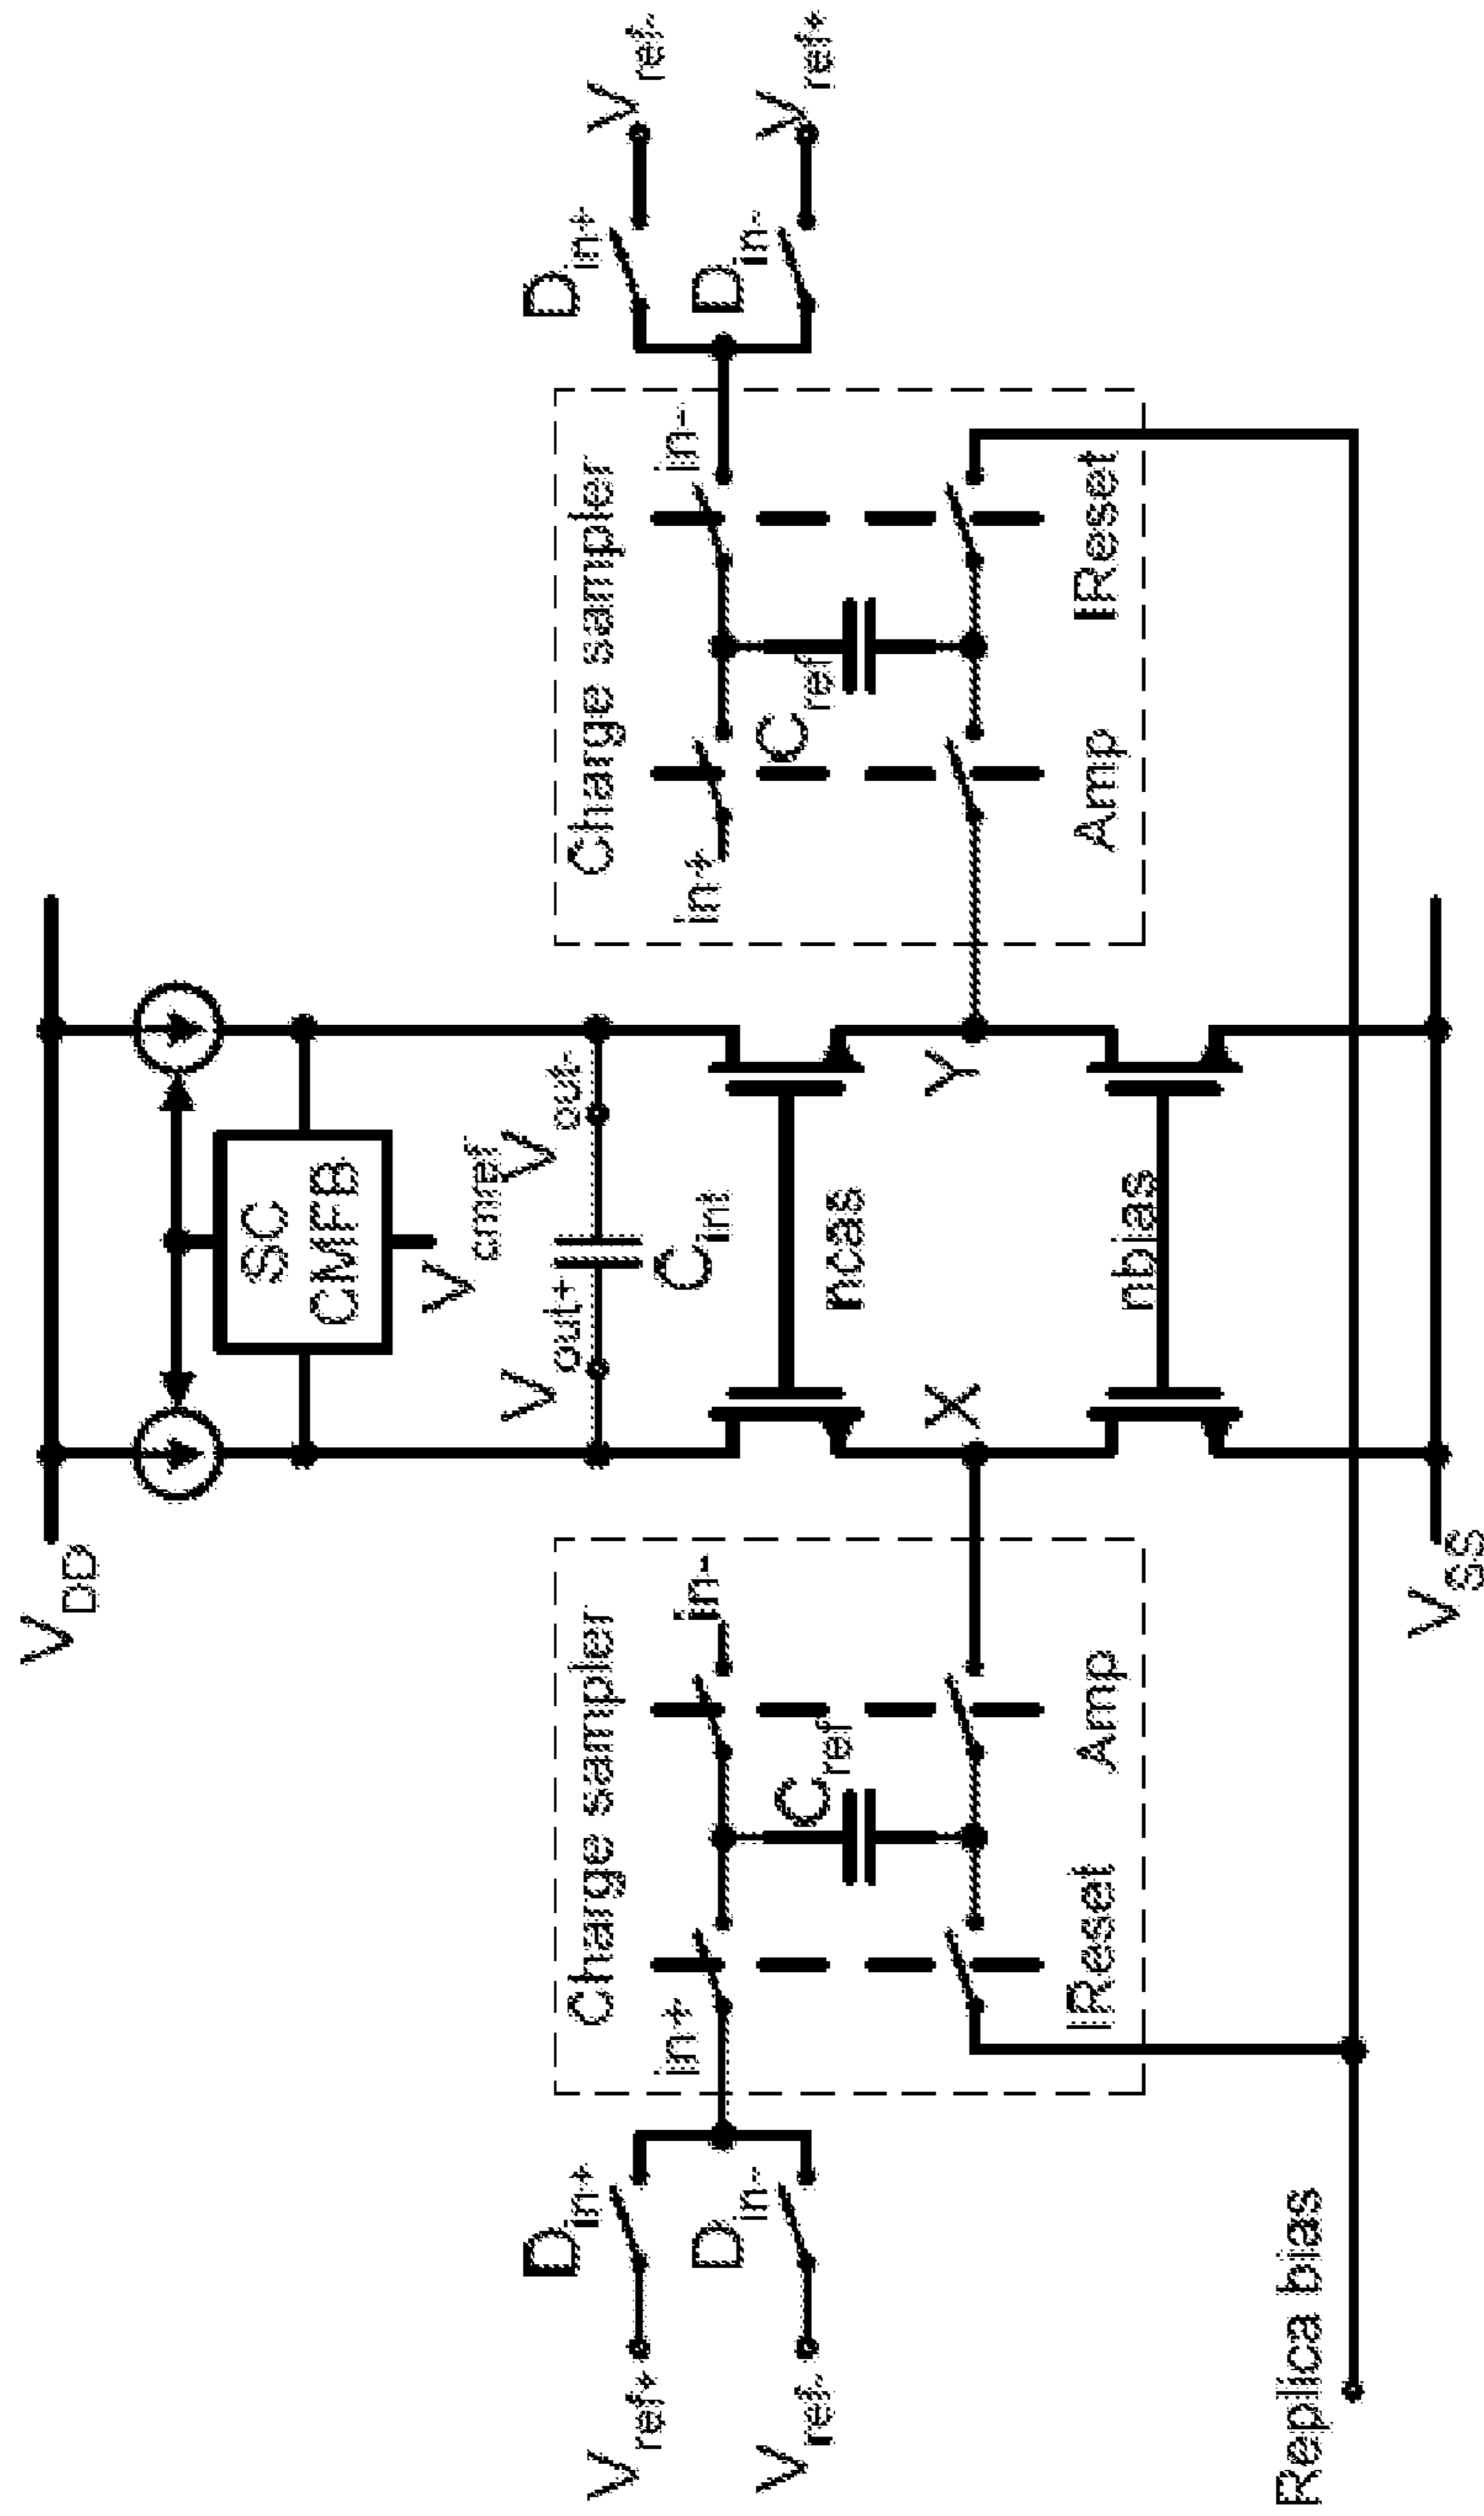 V_DD
SC
CMFB
V_cmref
V_out+
V_out-
C_int
Charge sampler
Charge sampler
D_in+
V_ref+
in+
in-
D_in-
V_ref-
C_ref
ncas
X
Y
in+
in-
C_ref
D_in+
V_ref-
D_in-
V_ref+
IReset
Amp
nbias
Amp
IReset
Replica bias
V_SS